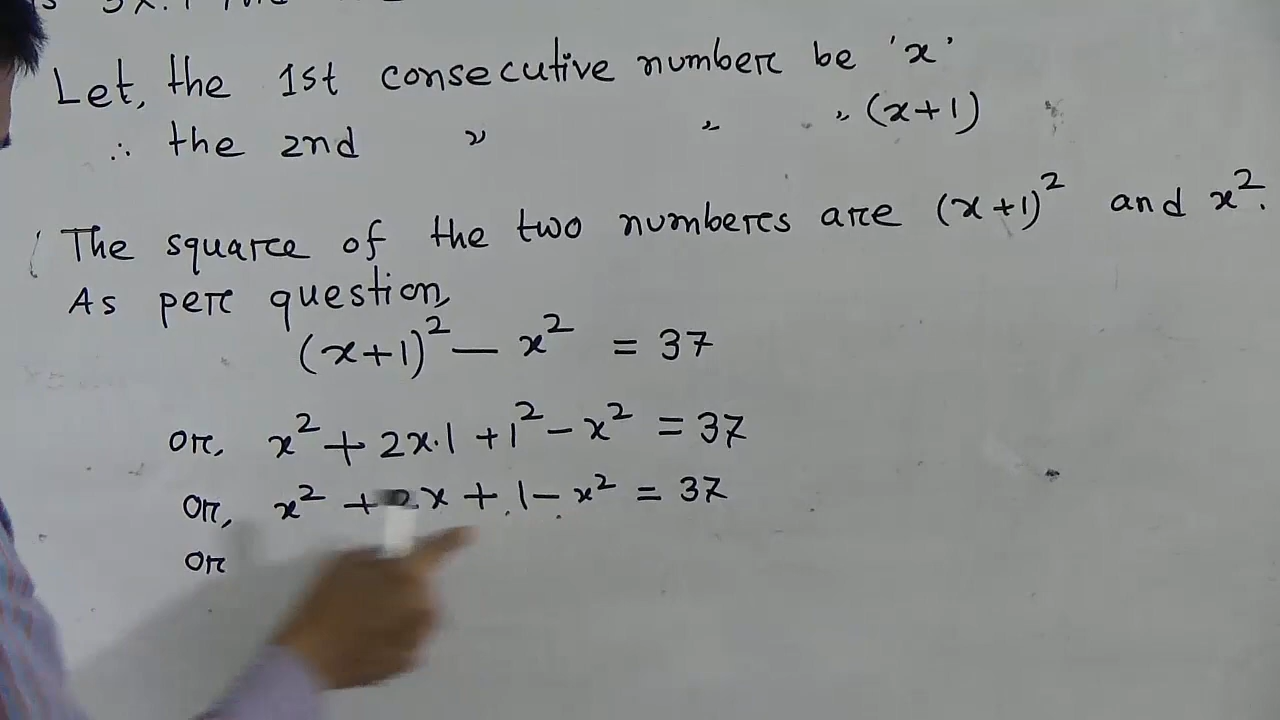 Let, the 1st consecutive number be 'x'
∴ the 2nd " " " (x+1)
The square of the two numbers are (x+1)² and x².
As per question,
(x+1)² - x² = 37
or, x² + 2x.1 + 1² - x² = 37
or, x² + 2x + 1 - x² = 37
or